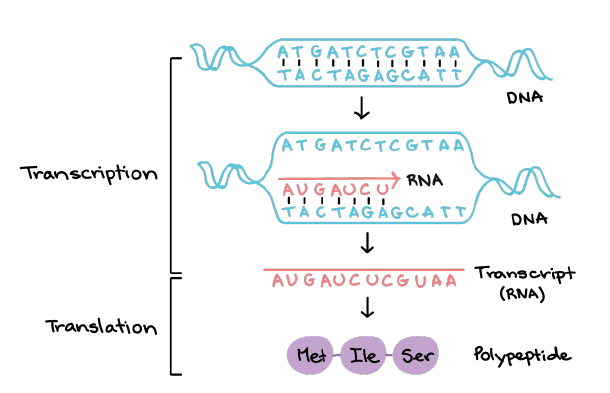 ATGATCTCGTAA
TACTAGAGCATT
DNA
ATGATCTCGTAA
Transcription
RNA
AUGAUCU
TACTAGAGCATT
DNA
AUGAUCUCGUAA
Transcript
(RNA)
Translation
Met Ile Ser
Polypeptide